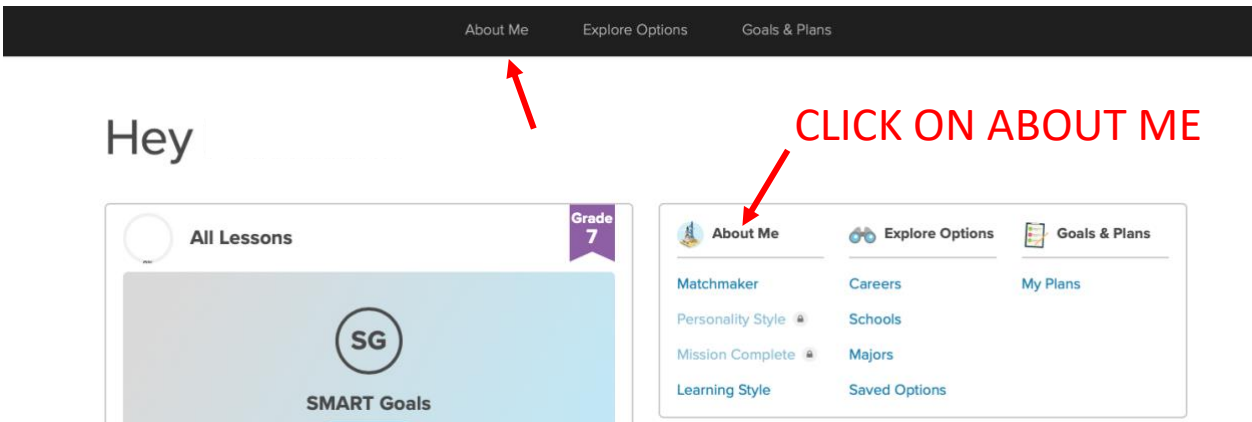 About Me Explore Options Goals & Plans
Hey
CLICK ON ABOUT ME
All Lessons
Grade
7
SG
SMART Goals
About Me Explore Options Goals & Plans
Matchmaker Careers My Plans
Personality Style Schools
Mission Complete Majors
Learning Style Saved Options